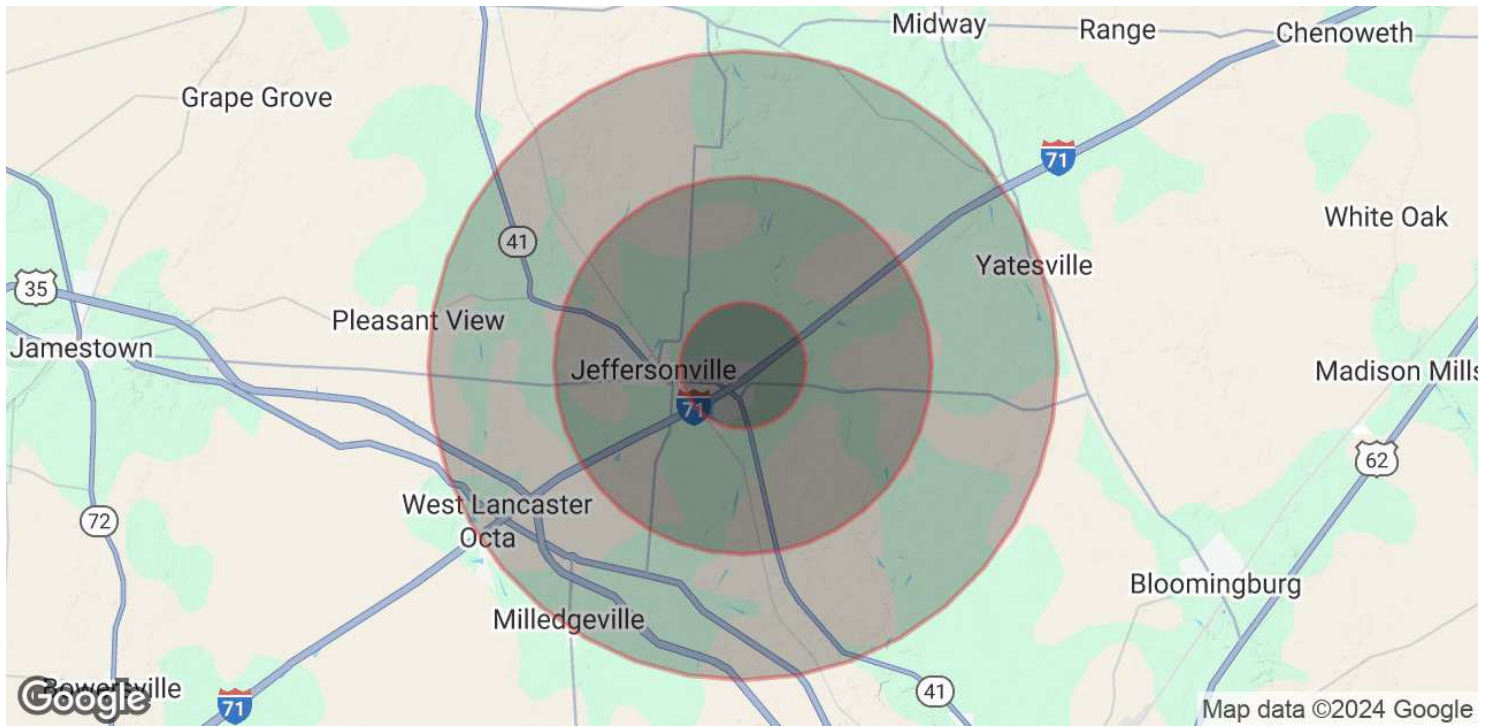 Midway
Range
Chenoweth
Grape Grove
71
White Oak
41
Yatesville
35
Pleasant View
Jamestown
Jeffersonville
Madison Mills
71
62
West Lancaster
72
Octa
Bloomingburg
Milledgeville
Bowersville
Google
71
41
Map data ©2024 Google